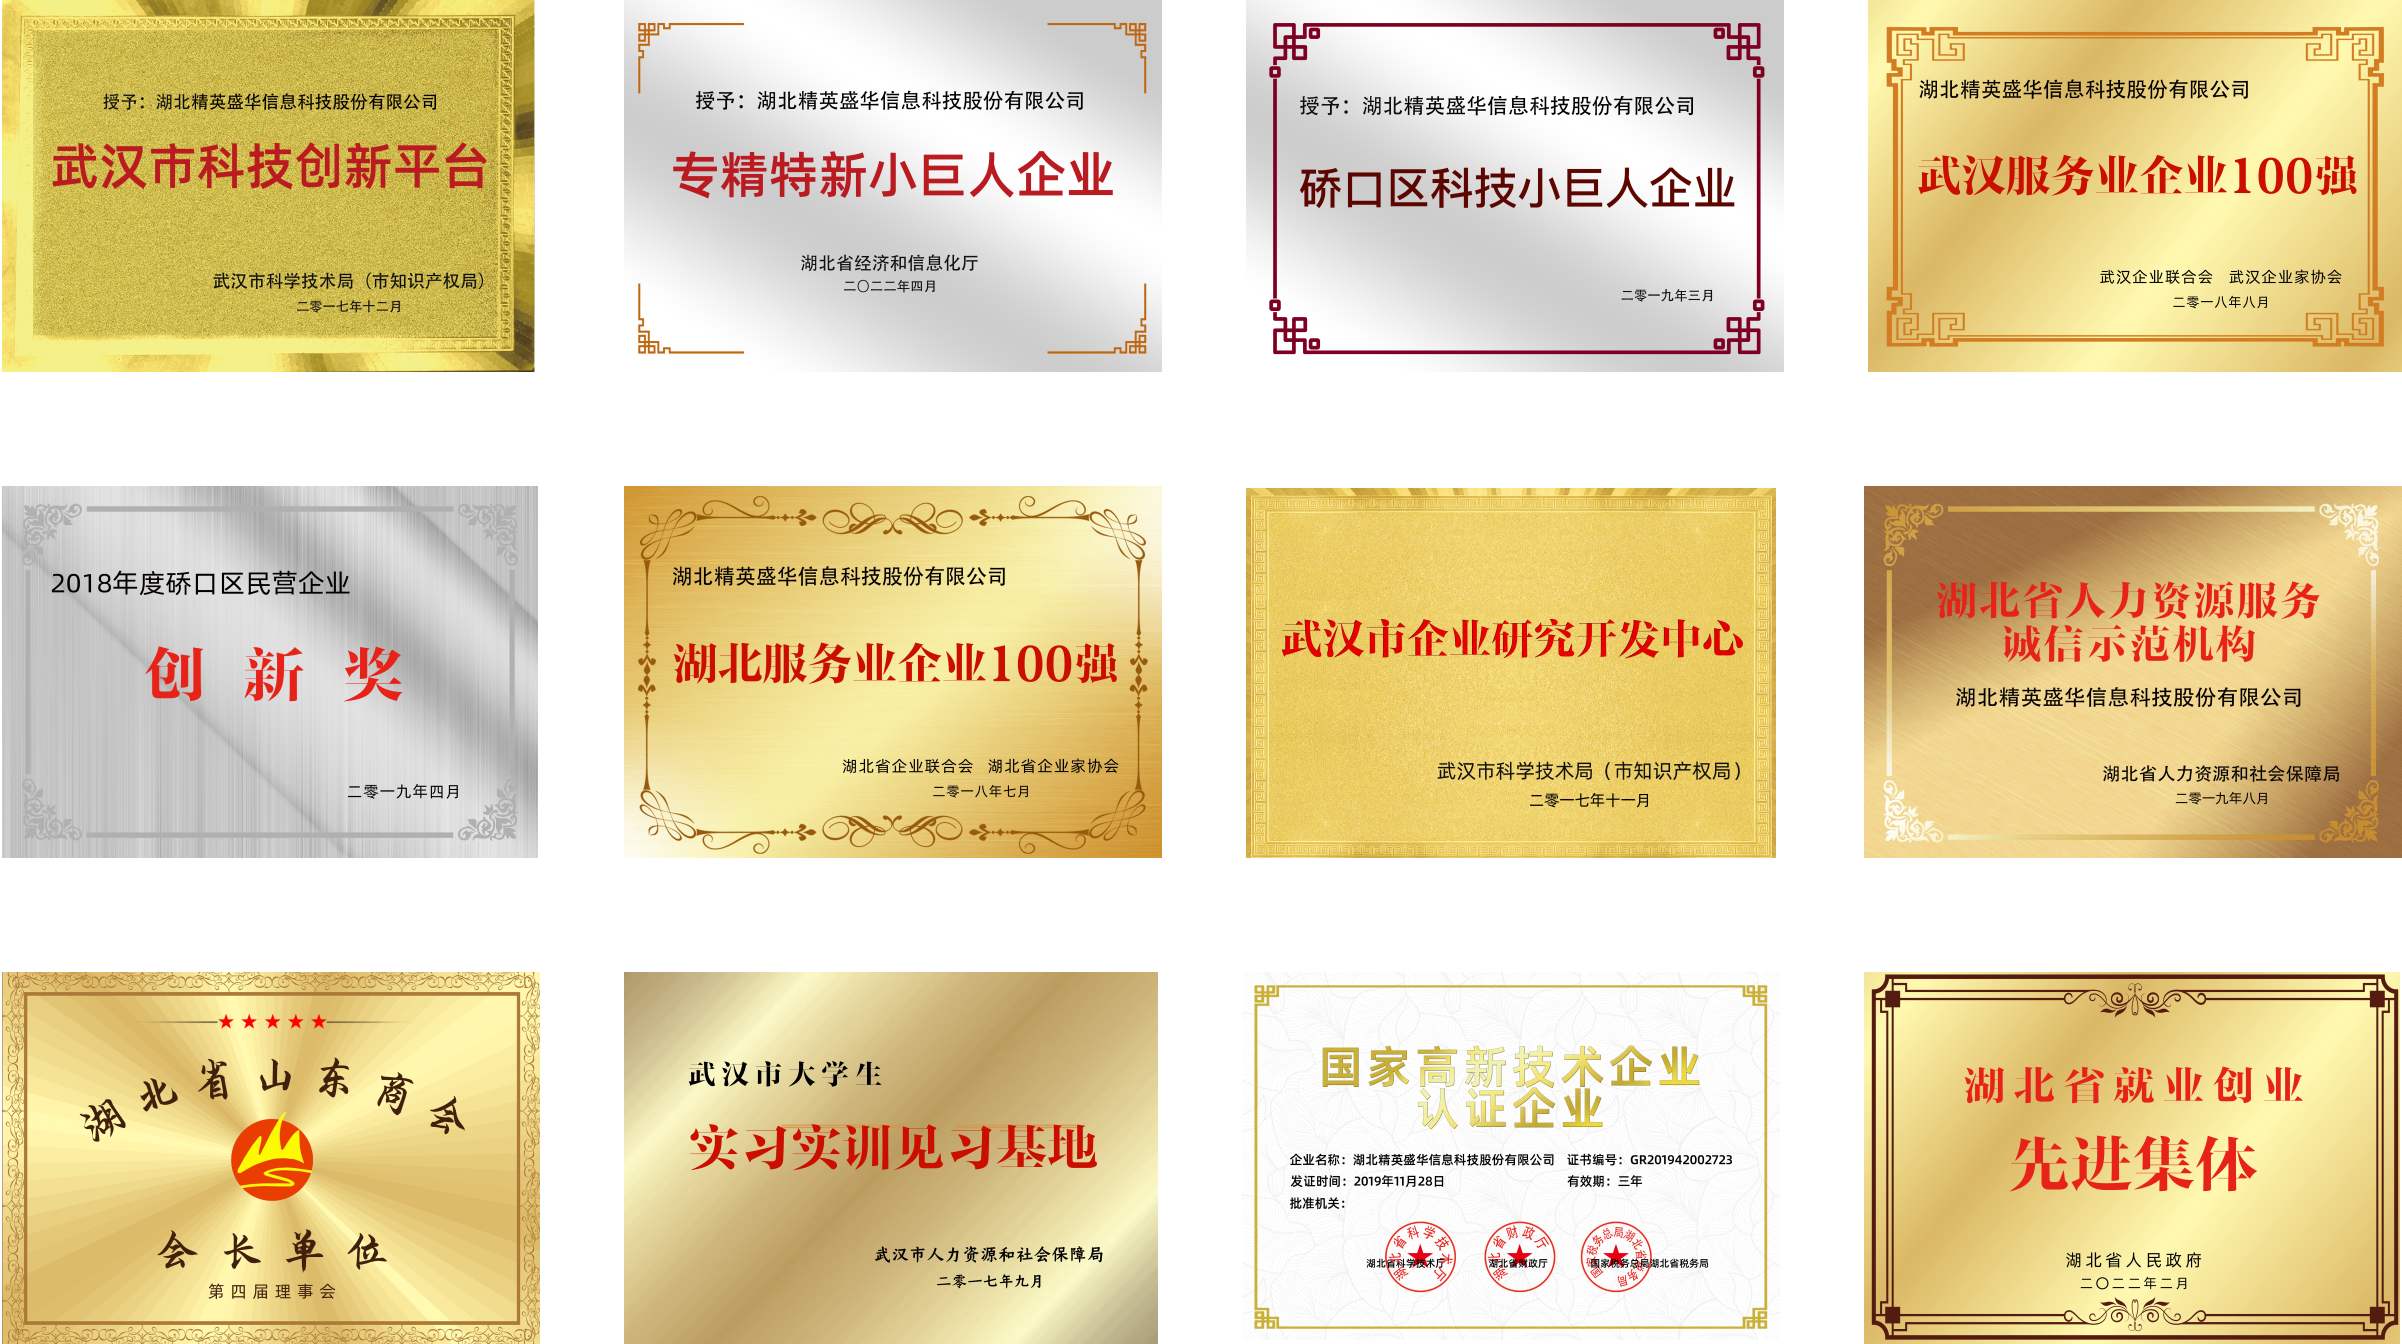 授予：湖北精英盛华信息科技股份有限公司
武汉市科技创新平台
武汉市科学技术局（市知识产权局）
二零一七年十二月
授予：湖北精英盛华信息科技股份有限公司
专精特新小巨人企业
湖北省经济和信息化厅
二〇二二年四月
授予：湖北精英盛华信息科技股份有限公司
硚口区科技小巨人企业
二零一九年三月
湖北精英盛华信息科技股份有限公司
武汉服务业企业100强
武汉企业联合会 武汉企业家协会
二零一八年八月
2018年度硚口区民营企业
创新奖
二零一九年四月
湖北精英盛华信息科技股份有限公司
湖北服务业企业100强
湖北省企业联合会 湖北省企业家协会
二零一八年七月
武汉市企业研究开发中心
武汉市科学技术局（市知识产权局）
二零一七年十一月
湖北省人力资源服务
诚信示范机构
湖北精英盛华信息科技股份有限公司
湖北省人力资源和社会保障局
二零一九年八月
湖北省山东商会
会长单位
第四届理事会
武汉市大学生
实习实训见习基地
武汉市人力资源和社会保障局
二零一七年九月
国家高新技术企业
认证企业
企业名称：湖北精英盛华信息科技股份有限公司 证书编号：GR201942002723
发证时间：2019年11月28日 有效期：三年
批准机关：
湖北省科学技术厅
湖北省科学技术厅
湖北省财政厅
湖北省财政厅
国家税务总局湖北省税务局
国家税务总局湖北省税务局
湖北省就业创业
先进集体
湖北省人民政府
二〇二二年二月